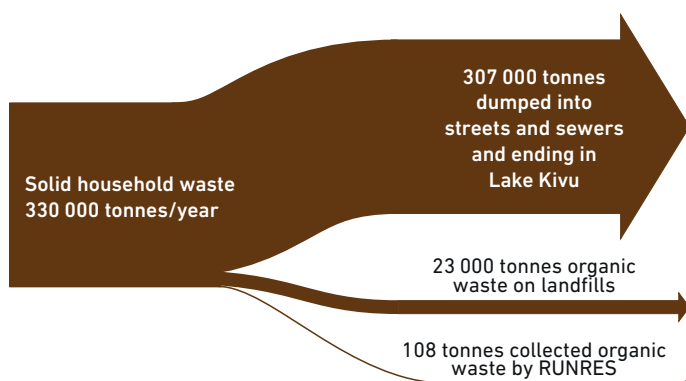 Solid household waste
330 000 tonnes/year
307 000 tonnes
dumped into
streets and sewers
and ending in
Lake Kivu
23 000 tonnes organic
waste on landfills
108 tonnes collected organic
waste by RUNRES